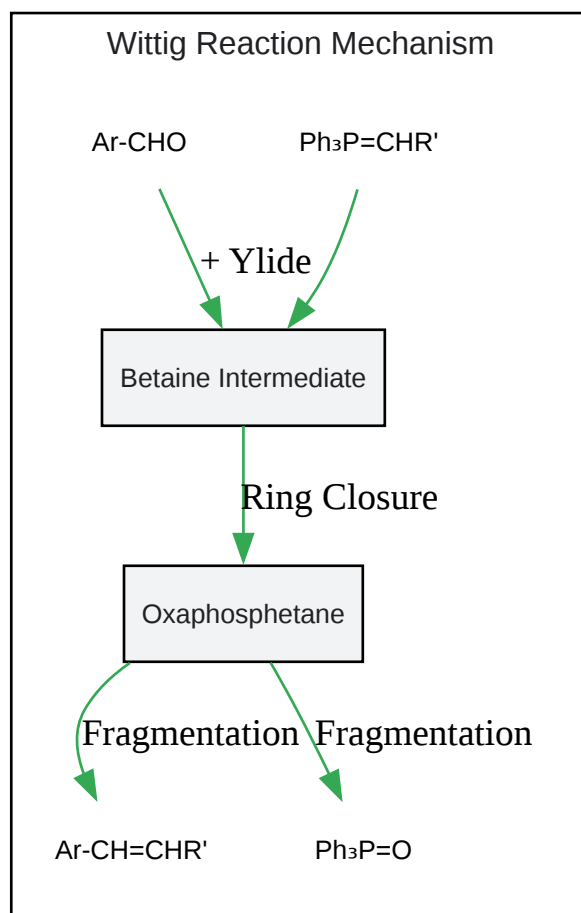 Wittig Reaction Mechanism
Ar-CHO
Ph₃P=CHR'
+ Ylide
Betaine Intermediate
Ring Closure
Oxaphosphetane
Fragmentation
Fragmentation
Ar-CH=CHR'
Ph₃P=O